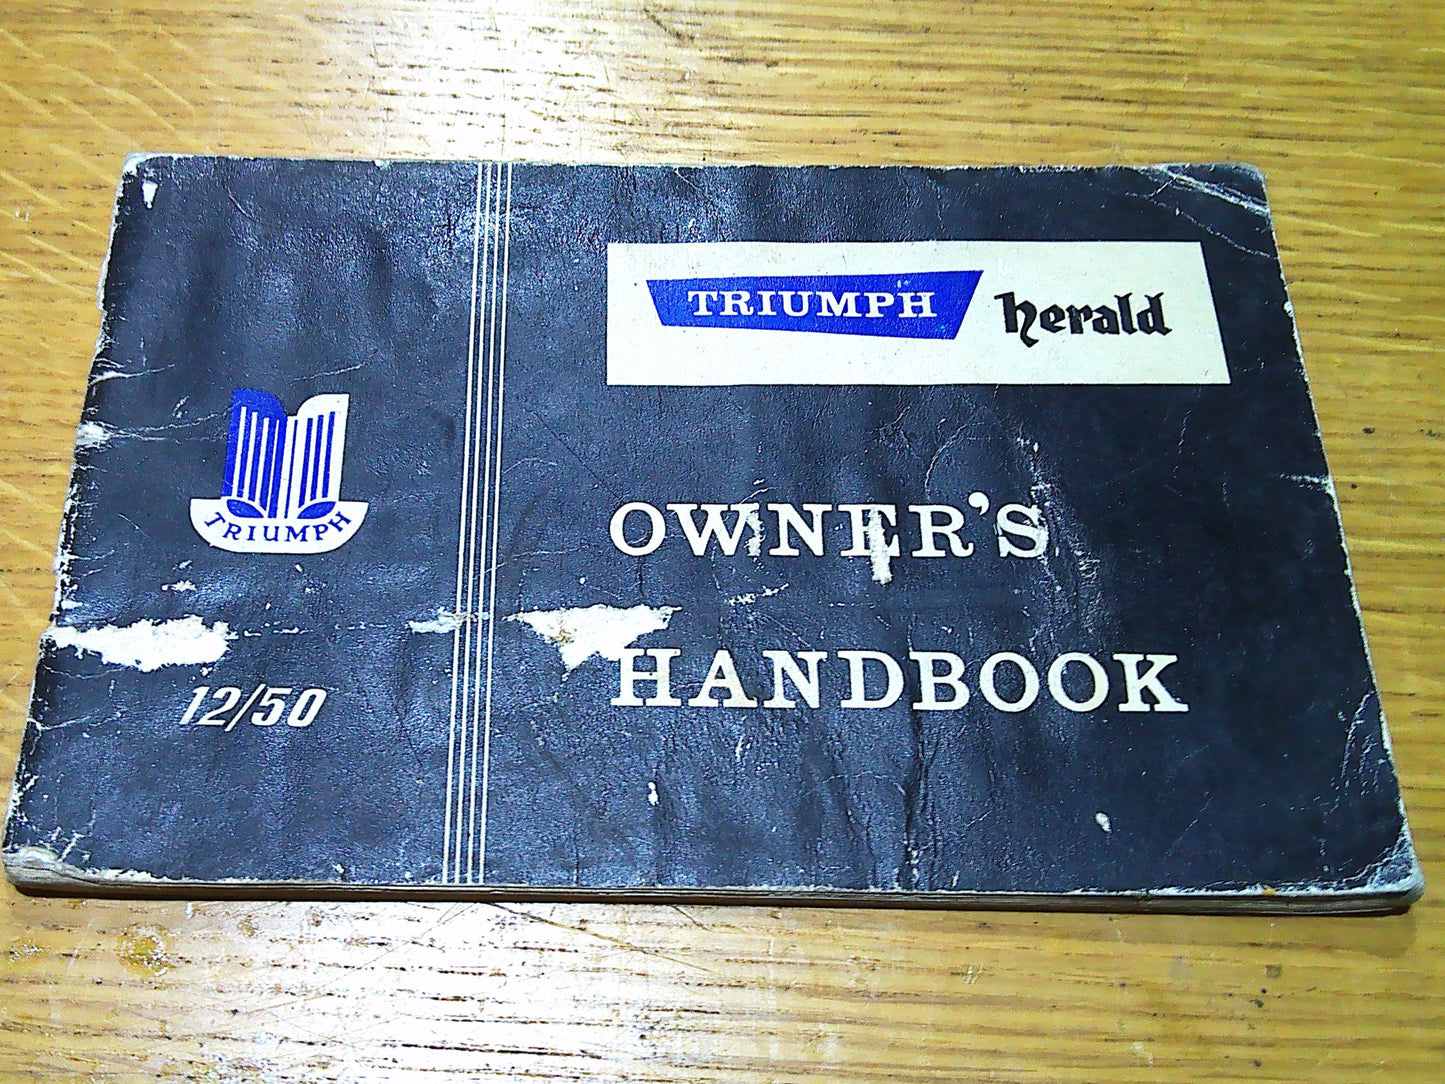 TRIUMPH herald
TRIUMPH
OWNER'S
HANDBOOK
12/50